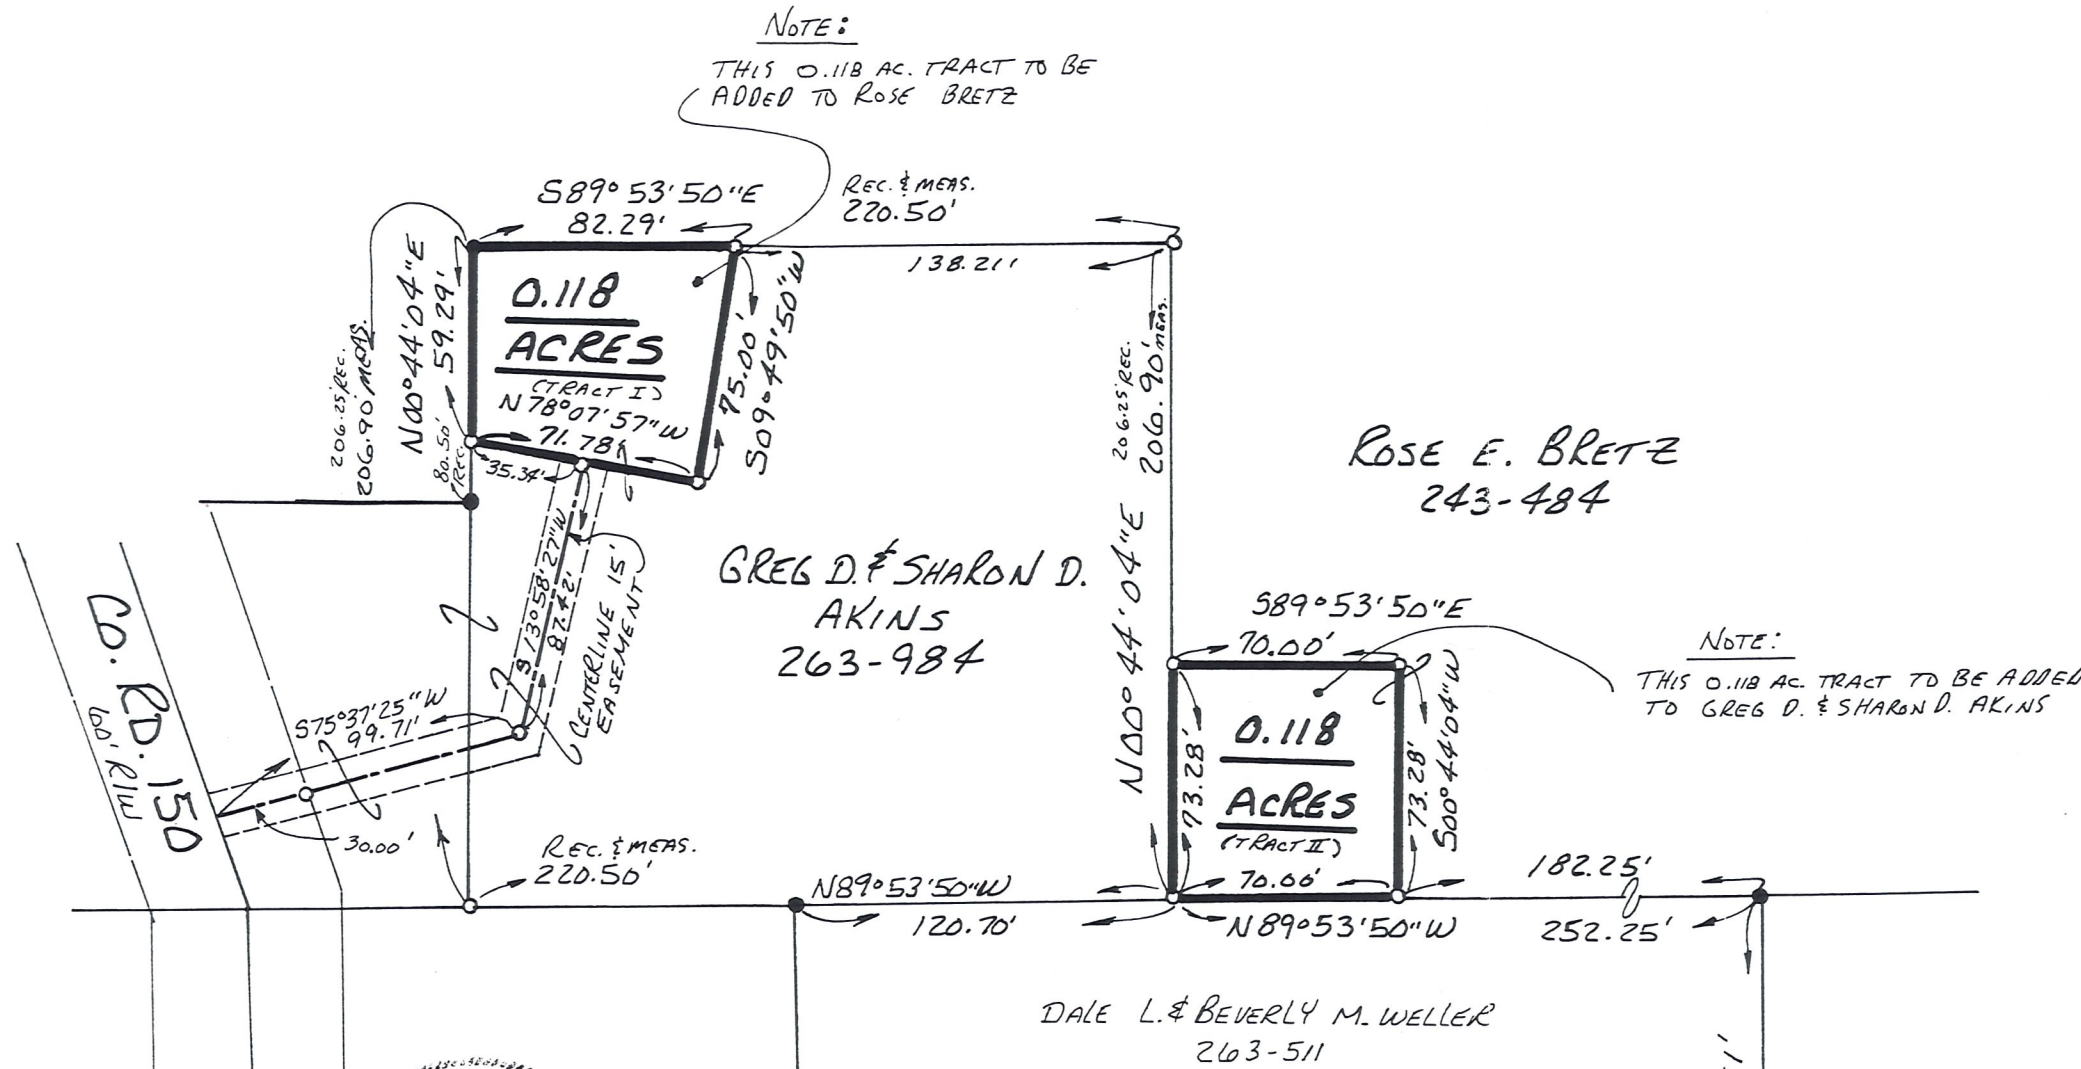 NOTE:
THIS 0.118 AC. TRACT TO BE
ADDED TO ROSE BRETZ
S89°53'50"E
82.29'
REC. & MEAS.
220.50'
138.21'
N00°44'04"E
59.29'
206.25' REC.
206.90' MEAS.
80.50'
REC.
0.118
ACRES
(TRACT I)
N78°07'57"W
71.78'
35.34'
75.00'
S09°49'50"W
206.25 REC.
206.90' MEAS.
N00°44'04"E
ROSE E. BRETZ
243-484
GREG D. & SHARON D.
AKINS
263-984
S13°58'27"W
87.42'
CENTERLINE 15'
EASEMENT
CO. RD. 150
60' R/W
S75°37'25"W
99.71'
30.00'
S89°53'50"E
70.00'
NOTE:
THIS 0.118 AC. TRACT TO BE ADDED
TO GREG D. & SHARON D. AKINS
0.118
ACRES
(TRACT II)
73.28'
73.28'
S00°44'04"W
70.00'
N89°53'50"W
REC. & MEAS.
220.50'
N89°53'50"W
120.70'
182.25'
252.25'
DALE L. & BEVERLY M. WELLER
263-511